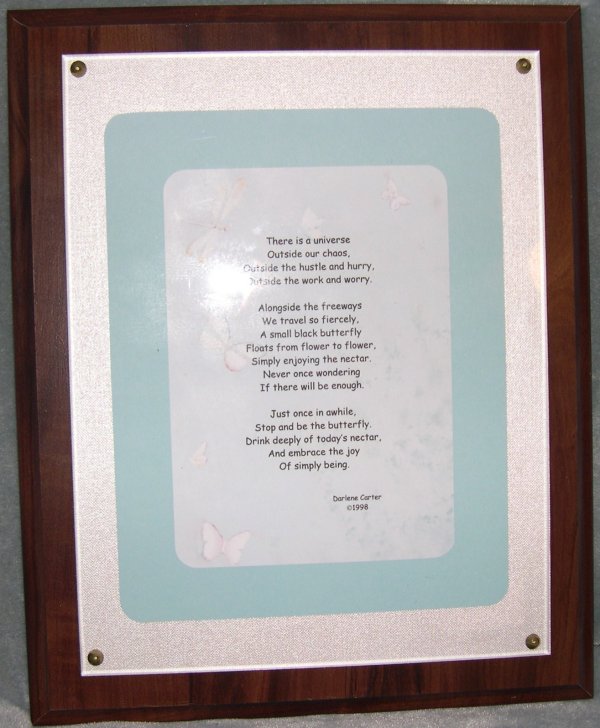 There is a universe
Outside our chaos,
Outside the hustle and hurry,
Outside the work and worry.
Alongside the freeways
We travel so fiercely,
A small black butterfly
Floats from flower to flower,
Simply enjoying the nectar.
Never once wondering
If there will be enough.
Just once in awhile,
Stop and be the butterfly.
Drink deeply of today's nectar,
And embrace the joy
Of simply being.
Darlene Carter
©1998